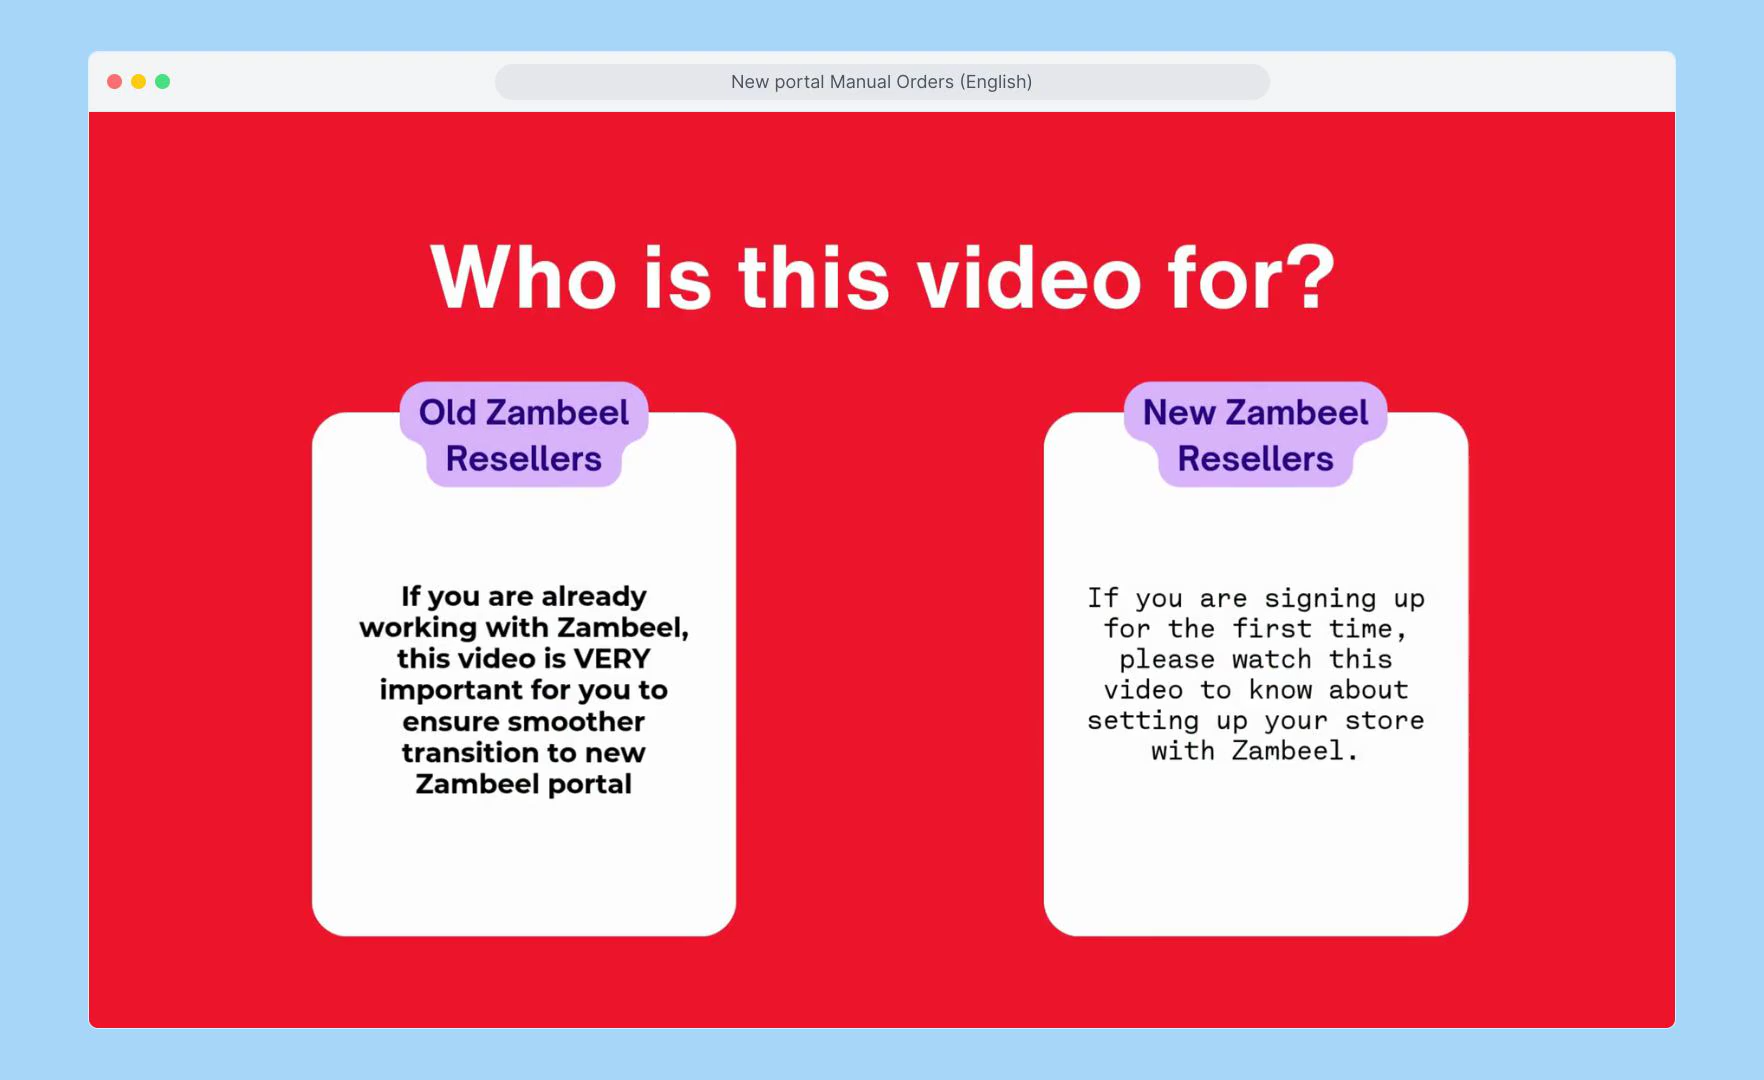 New portal Manual Orders (English)
Who is this video for?
Old Zambeel
Resellers
If you are already
working with Zambeel,
this video is VERY
important for you to
ensure smoother
transition to new
Zambeel portal
New Zambeel
Resellers
If you are signing up
for the first time,
please watch this
video to know about
setting up your store
with Zambeel.